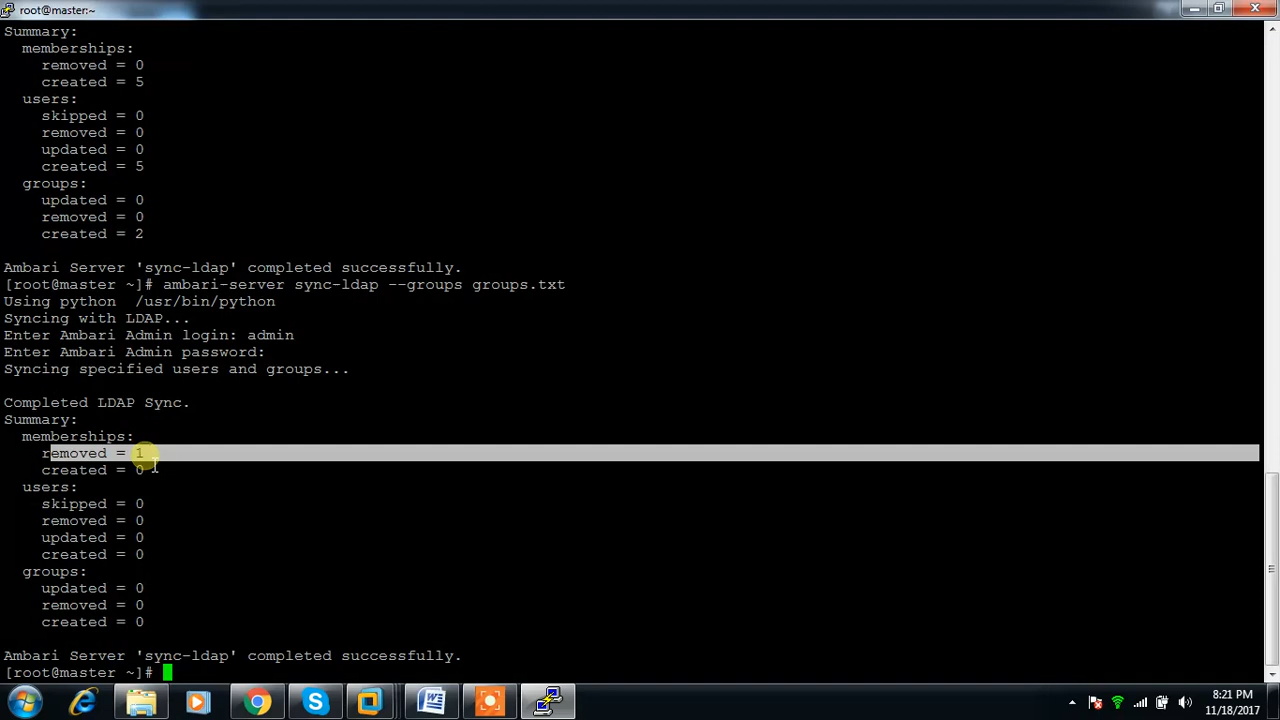 root@master:~
Summary:
memberships:
removed = 0
created = 5
users:
skipped = 0
removed = 0
updated = 0
created = 5
groups:
updated = 0
removed = 0
created = 2
Ambari Server 'sync-ldap' completed successfully.
[root@master ~]# ambari-server sync-ldap --groups groups.txt
Using python  /usr/bin/python
Syncing with LDAP...
Enter Ambari Admin login: admin
Enter Ambari Admin password:
Syncing specified users and groups...
Completed LDAP Sync.
Summary:
memberships:
removed = 1
created = 0
users:
skipped = 0
removed = 0
updated = 0
created = 0
groups:
updated = 0
removed = 0
created = 0
Ambari Server 'sync-ldap' completed successfully.
[root@master ~]#
8:21 PM
11/18/2017